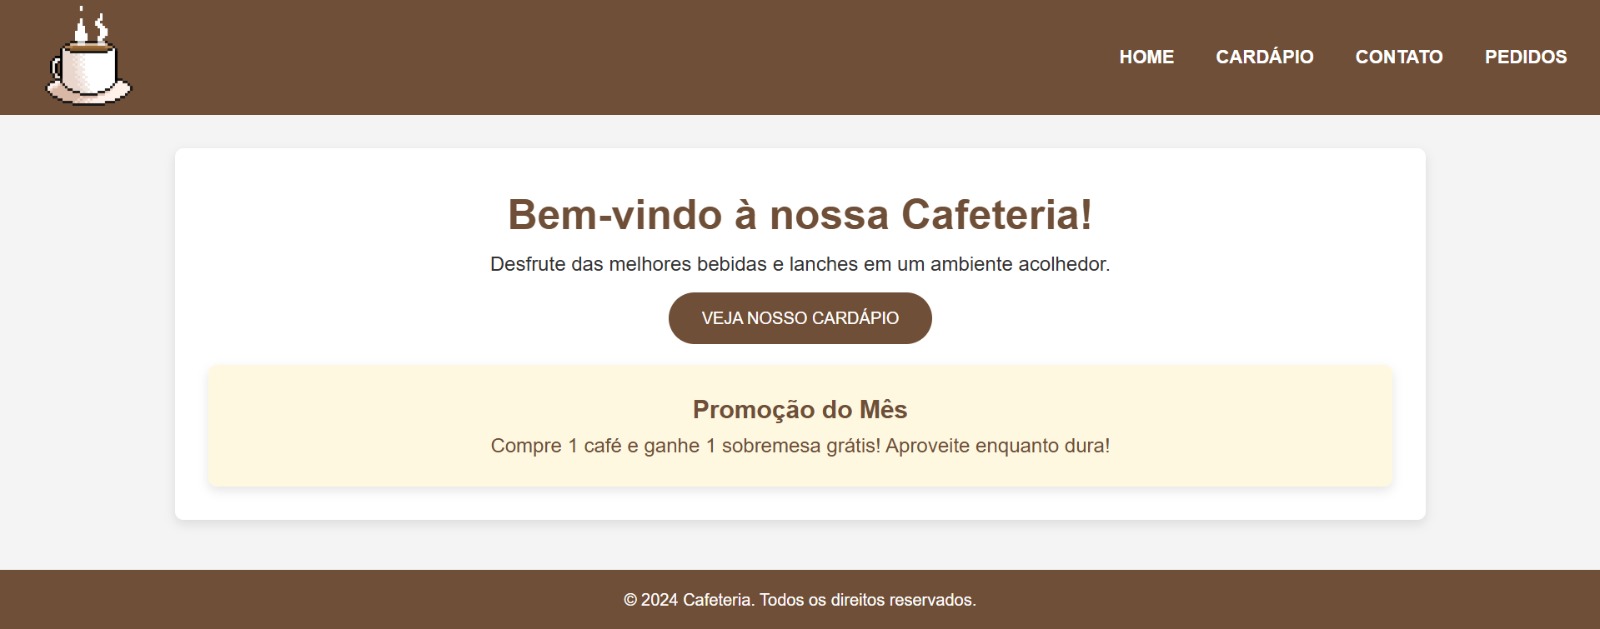 HOME CARDÁPIO CONTATO PEDIDOS
Bem-vindo à nossa Cafeteria!
Desfrute das melhores bebidas e lanches em um ambiente acolhedor.
VEJA NOSSO CARDÁPIO
Promoção do Mês
Compre 1 café e ganhe 1 sobremesa grátis! Aproveite enquanto dura!
© 2024 Cafeteria. Todos os direitos reservados.